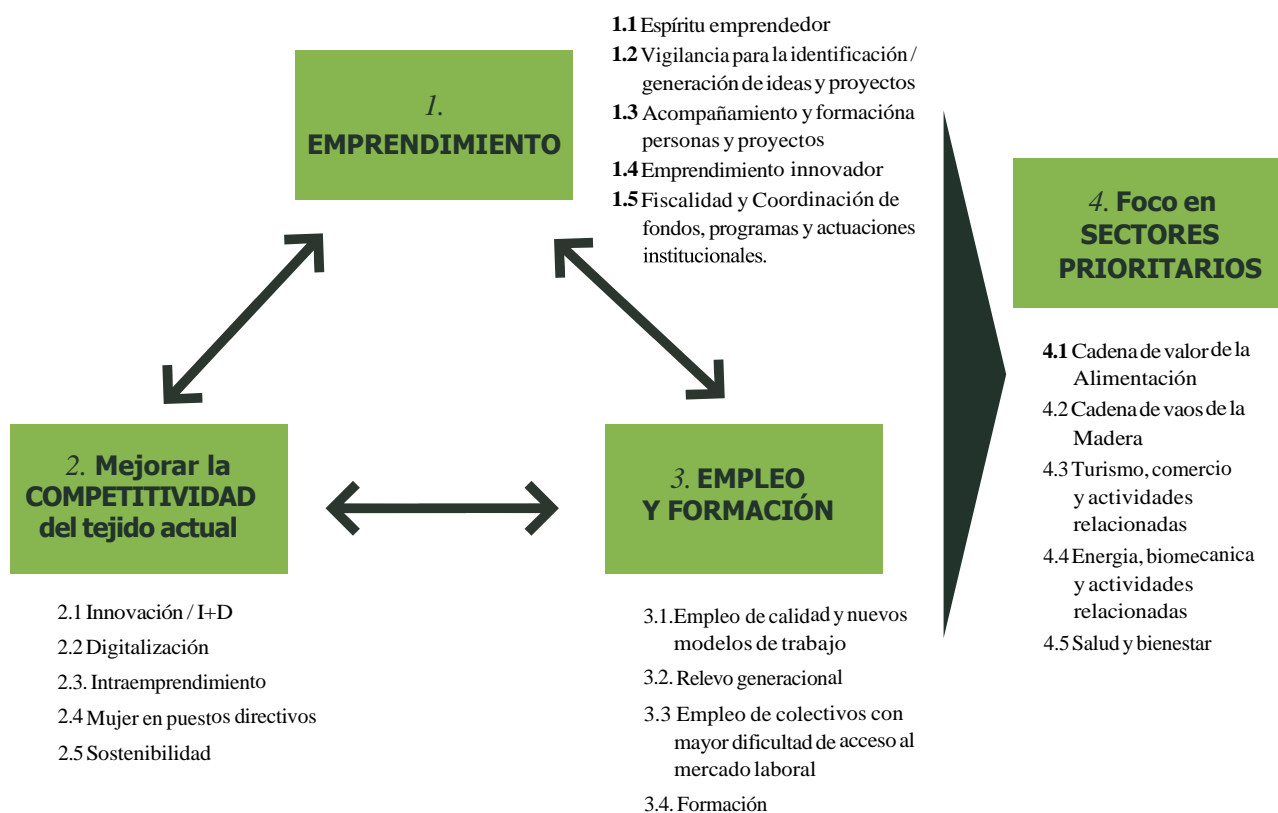 1.
EMPRENDIMIENTO
1.1 Espíritu emprendedor
1.2 Vigilancia para la identificación /
generación de ideas y proyectos
1.3 Acompañamiento y formacióna
personas y proyectos
1.4 Emprendimiento innovador
1.5 Fiscalidad y Coordinación de
fondos, programas y actuaciones
institucionales.
2. Mejorar la
COMPETITIVIDAD
del tejido actual
2.1 Innovación / I+D
2.2 Digitalización
2.3. Intraemprendimiento
2.4 Mujer en puestos directivos
2.5 Sostenibilidad
3. EMPLEO
Y FORMACIÓN
3.1. Empleo de calidad y nuevos
modelos de trabajo
3.2. Relevo generacional
3.3 Empleo de colectivos con
mayor dificultad de acceso al
mercado laboral
3.4. Formación
4. Foco en
SECTORES
PRIORITARIOS
4.1 Cadena de valor de la
Alimentación
4.2 Cadena de vaos de la
Madera
4.3 Turismo, comercio
y actividades
relacionadas
4.4 Energia, biomecanica
y actividades
relacionadas
4.5 Salud y bienestar